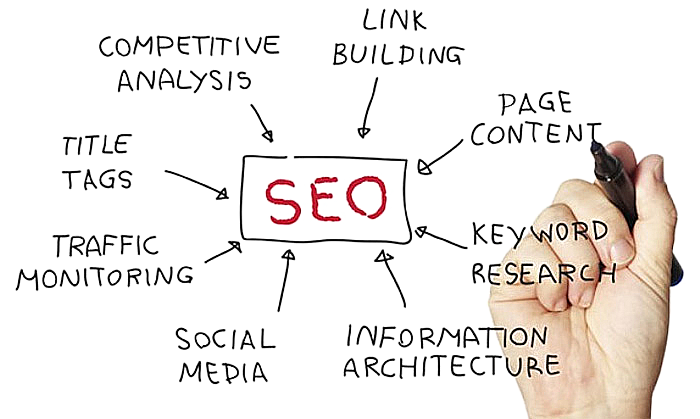 LINK
BUILDING
COMPETITIVE
ANALYSIS
PAGE
CONTENT
TITLE
TAGS
SEO
KEYWORD
RESEARCH
TRAFFIC
MONITORING
SOCIAL
MEDIA
INFORMATION
ARCHITECTURE